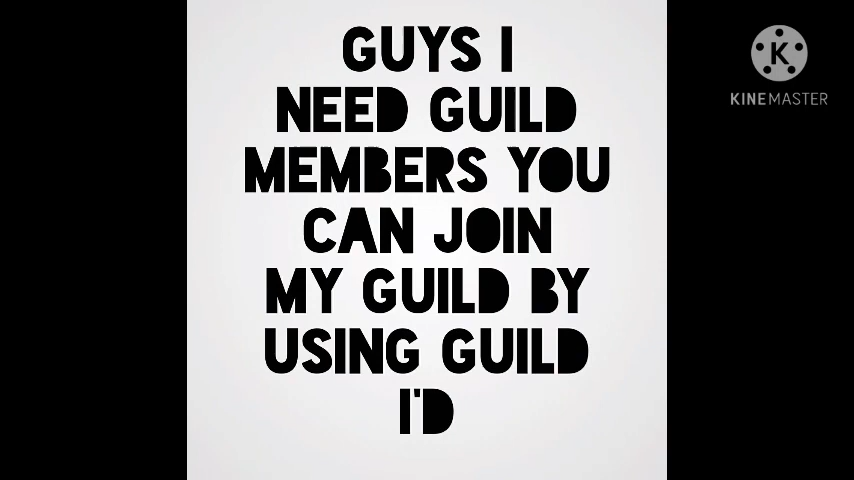 GUYS I
NEED GUILD
MEMBERS YOU
CAN JOIN
MY GUILD BY
USING GUILD
I'D
K
KINEMASTER